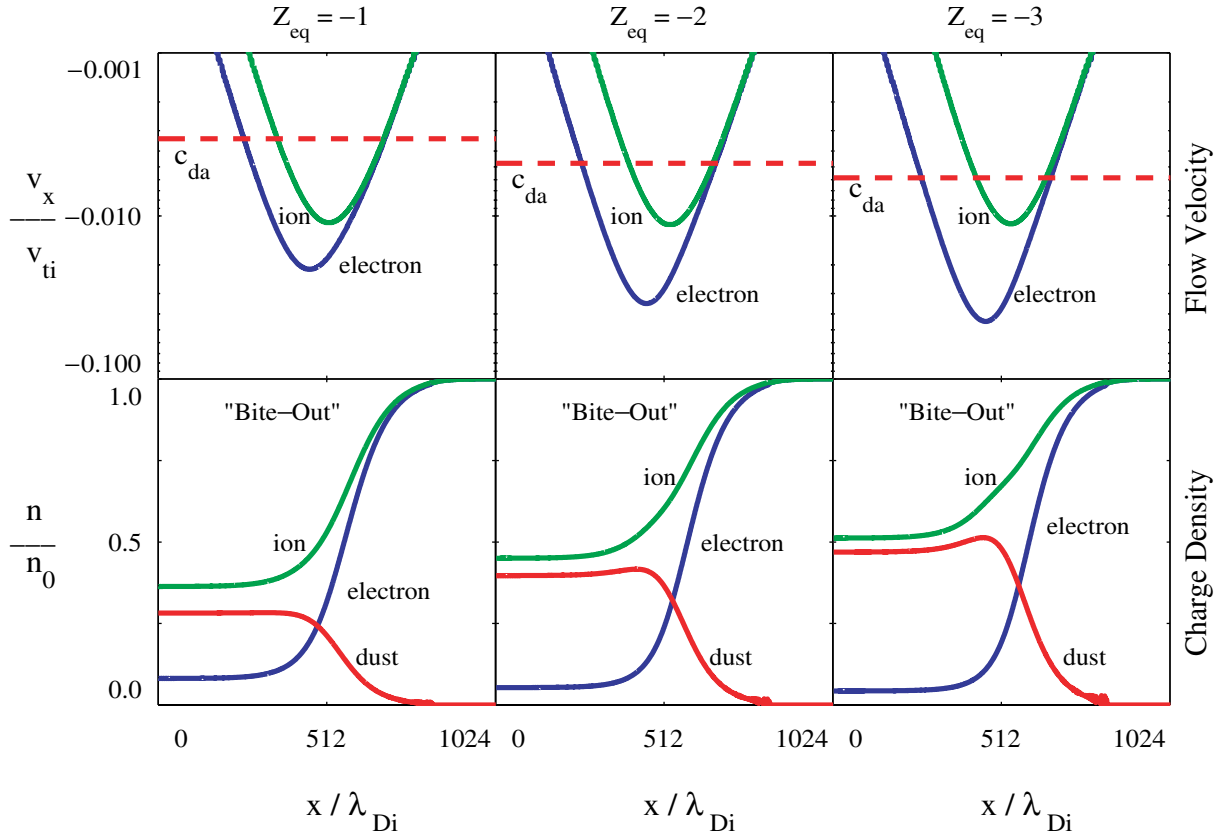 Z_eq = −1 Z_eq = −2 Z_eq = −3
−0.001
c_da c_da c_da
v_x
v_ti
−0.010
ion ion ion
electron electron electron
−0.100
Flow Velocity
1.0
"Bite−Out" "Bite−Out" "Bite−Out"
ion ion ion
n
n_0
0.5
electron electron electron
dust dust dust
0.0
Charge Density
0 512 1024 0 512 1024 0 512 1024
x / λ_Di x / λ_Di x / λ_Di